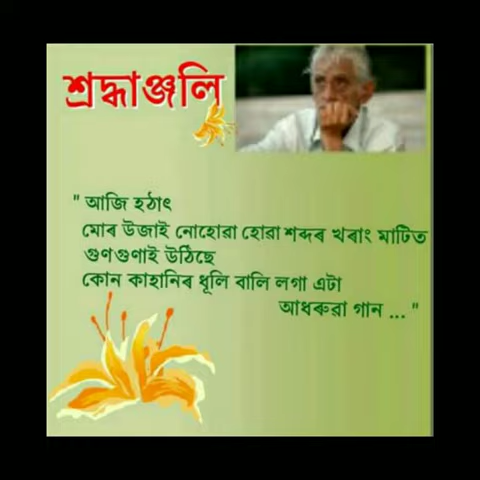 শ্ৰদ্ধাঞ্জলি
" আজি হঠাৎ
মোৰ উজাই নোহোৱা হোৱা শব্দৰ খৰাং মাটিত
গুণগুণাই উঠিছে
কোন কাহানিৰ ধূলি বালি লগা এটা
আধৰুৱা গান ... "